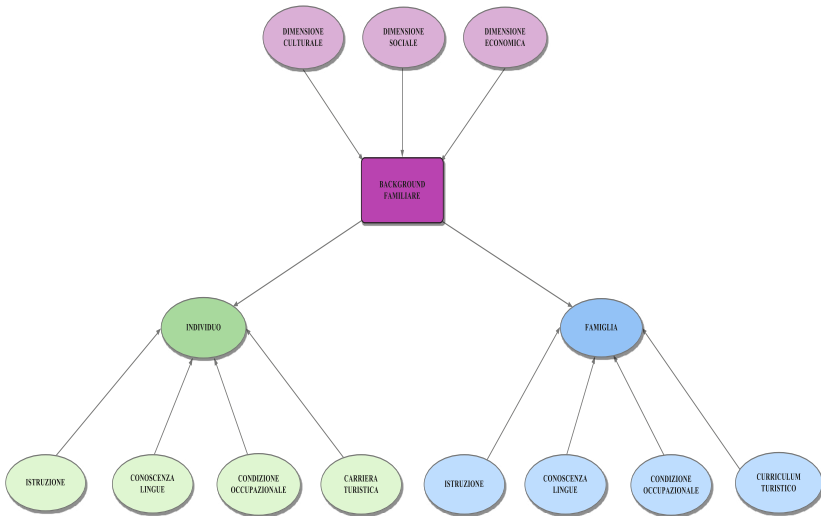 DIMENSIONE
CULTURALE
DIMENSIONE
SOCIALE
DIMENSIONE
ECONOMICA
BACKGROUND
FAMILIARE
INDIVIDUO
FAMIGLIA
ISTRUZIONE
CONOSCENZA
LINGUE
CONDIZIONE
OCCUPAZIONALE
CARRIERA
TURISTICA
ISTRUZIONE
CONOSCENZA
LINGUE
CONDIZIONE
OCCUPAZIONALE
CURRICULUM
TURISTICO